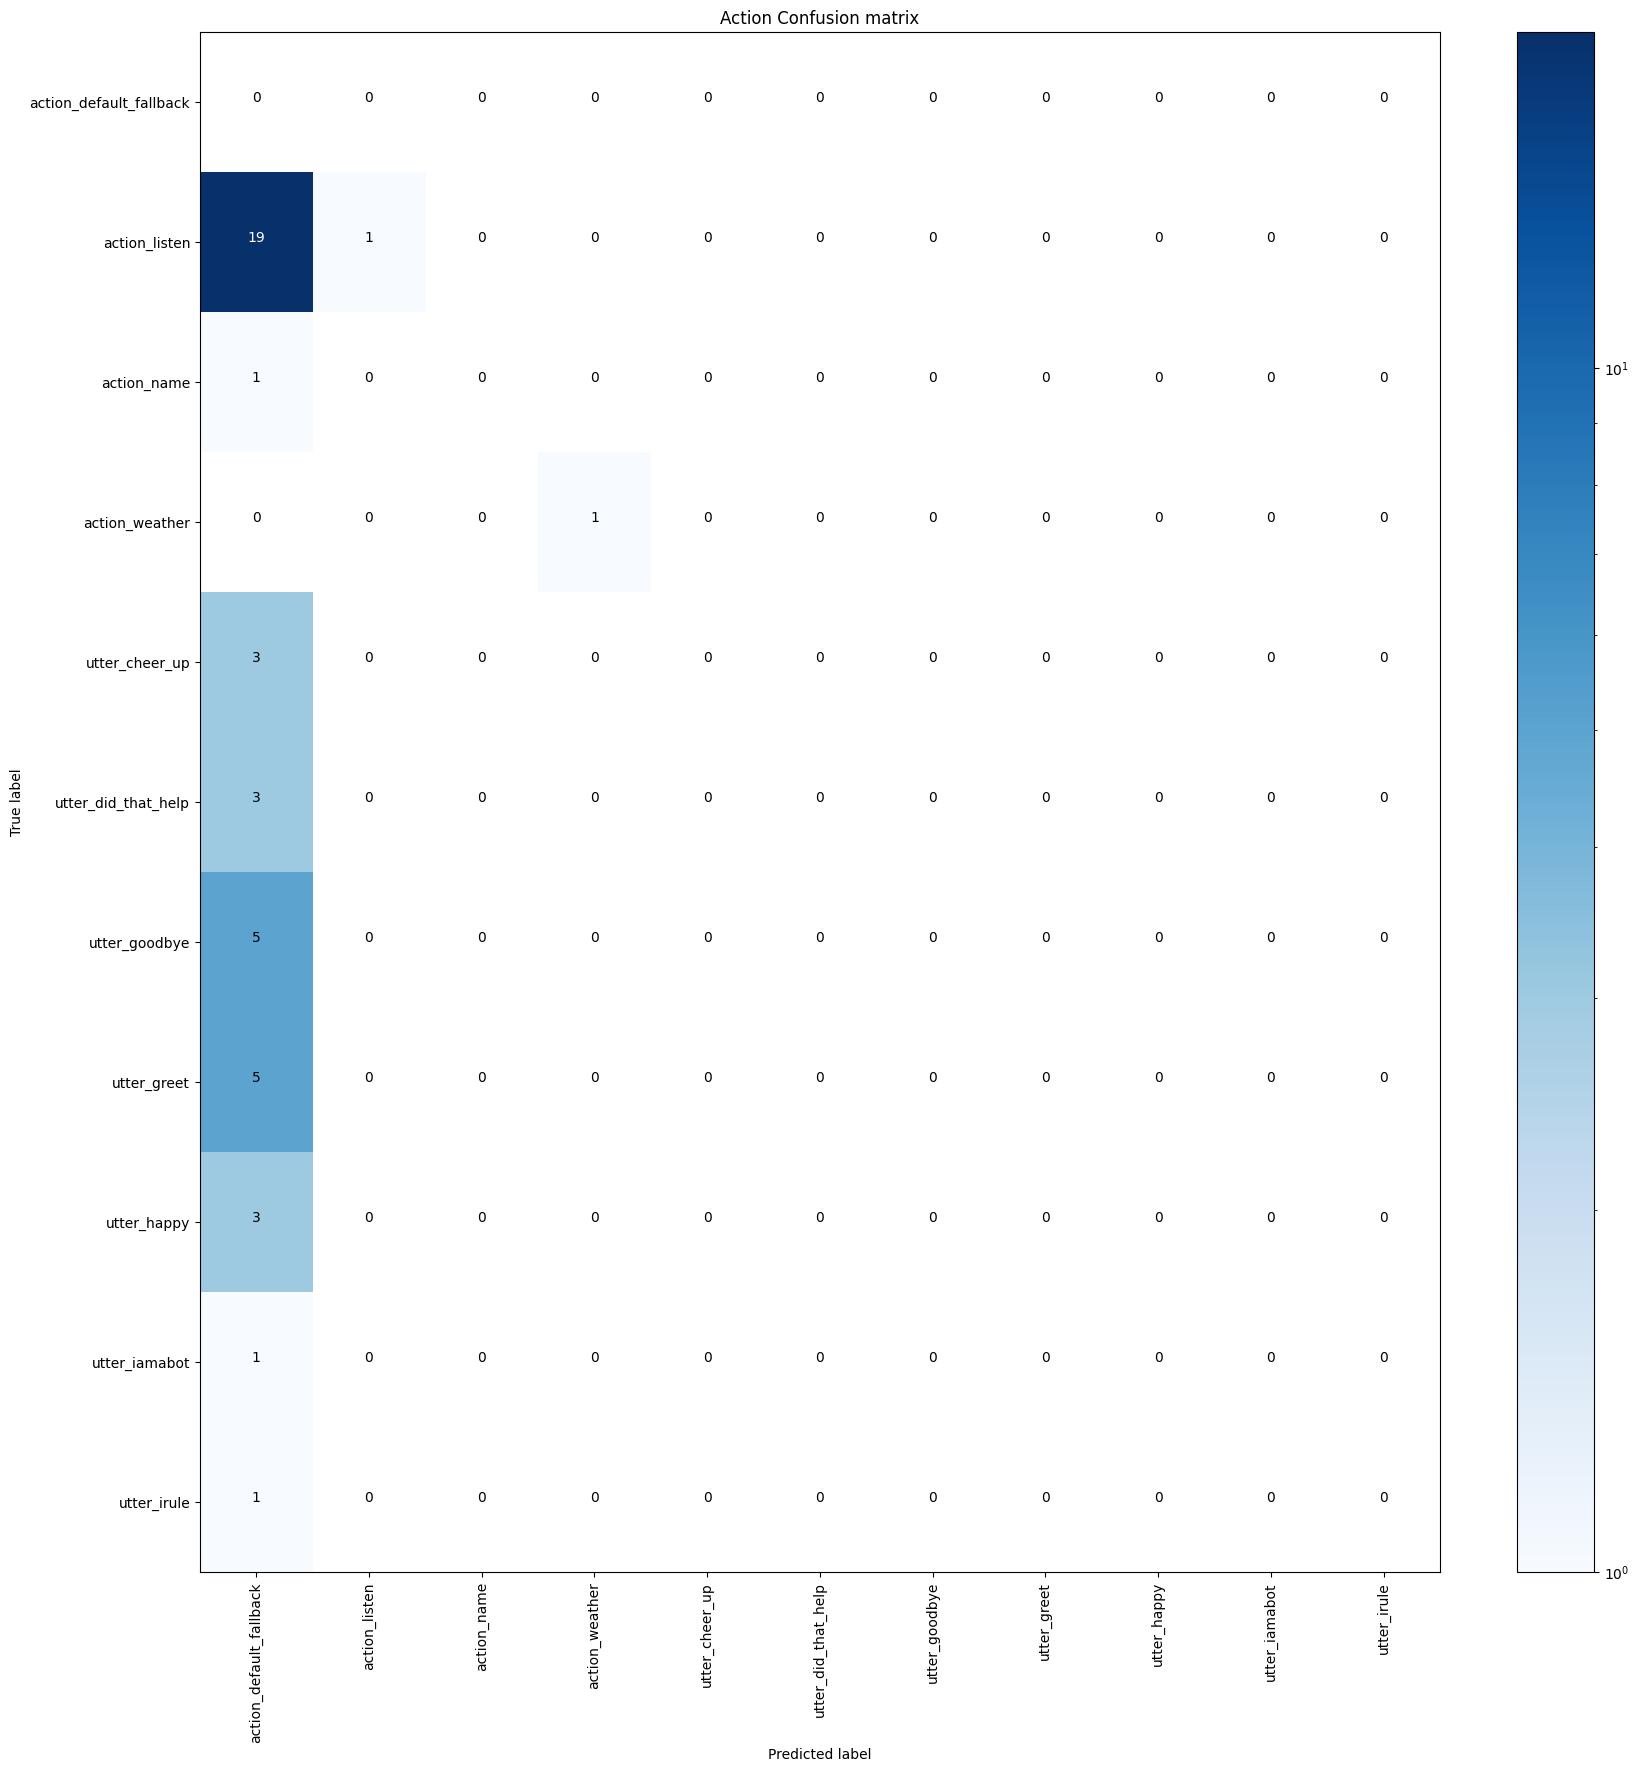 Action Confusion matrix
action_default_fallback 0 0 0 0 0 0 0 0 0 0 0
action_listen 19 1 0 0 0 0 0 0 0 0 0
action_name 1 0 0 0 0 0 0 0 0 0 0
action_weather 0 0 0 1 0 0 0 0 0 0 0
utter_cheer_up 3 0 0 0 0 0 0 0 0 0 0
utter_did_that_help 3 0 0 0 0 0 0 0 0 0 0
utter_goodbye 5 0 0 0 0 0 0 0 0 0 0
utter_greet 5 0 0 0 0 0 0 0 0 0 0
utter_happy 3 0 0 0 0 0 0 0 0 0 0
utter_iamabot 1 0 0 0 0 0 0 0 0 0 0
utter_irule 1 0 0 0 0 0 0 0 0 0 0
True label
action_default_fallback
action_listen
action_name
action_weather
utter_cheer_up
utter_did_that_help
utter_goodbye
utter_greet
utter_happy
utter_iamabot
utter_irule
Predicted label
10¹
10⁰